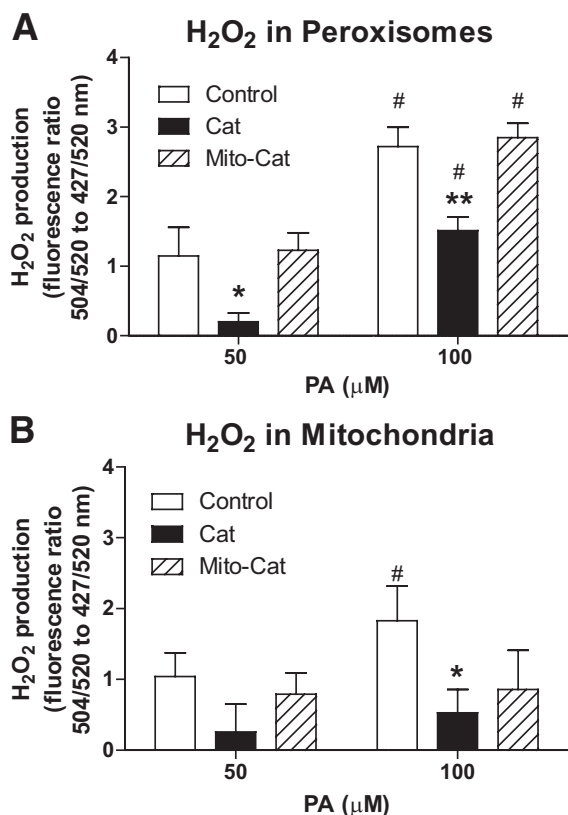 A
H₂O₂ in Peroxisomes
H₂O₂ production
(fluorescence ratio
504/520 to 427/520 nm)
4
3
2
1
0
Control
Cat
Mito-Cat
*
#
#
**
#
50
100
PA (μM)
B
H₂O₂ in Mitochondria
H₂O₂ production
(fluorescence ratio
504/520 to 427/520 nm)
4
3
2
1
0
Control
Cat
Mito-Cat
#
*
50
100
PA (μM)